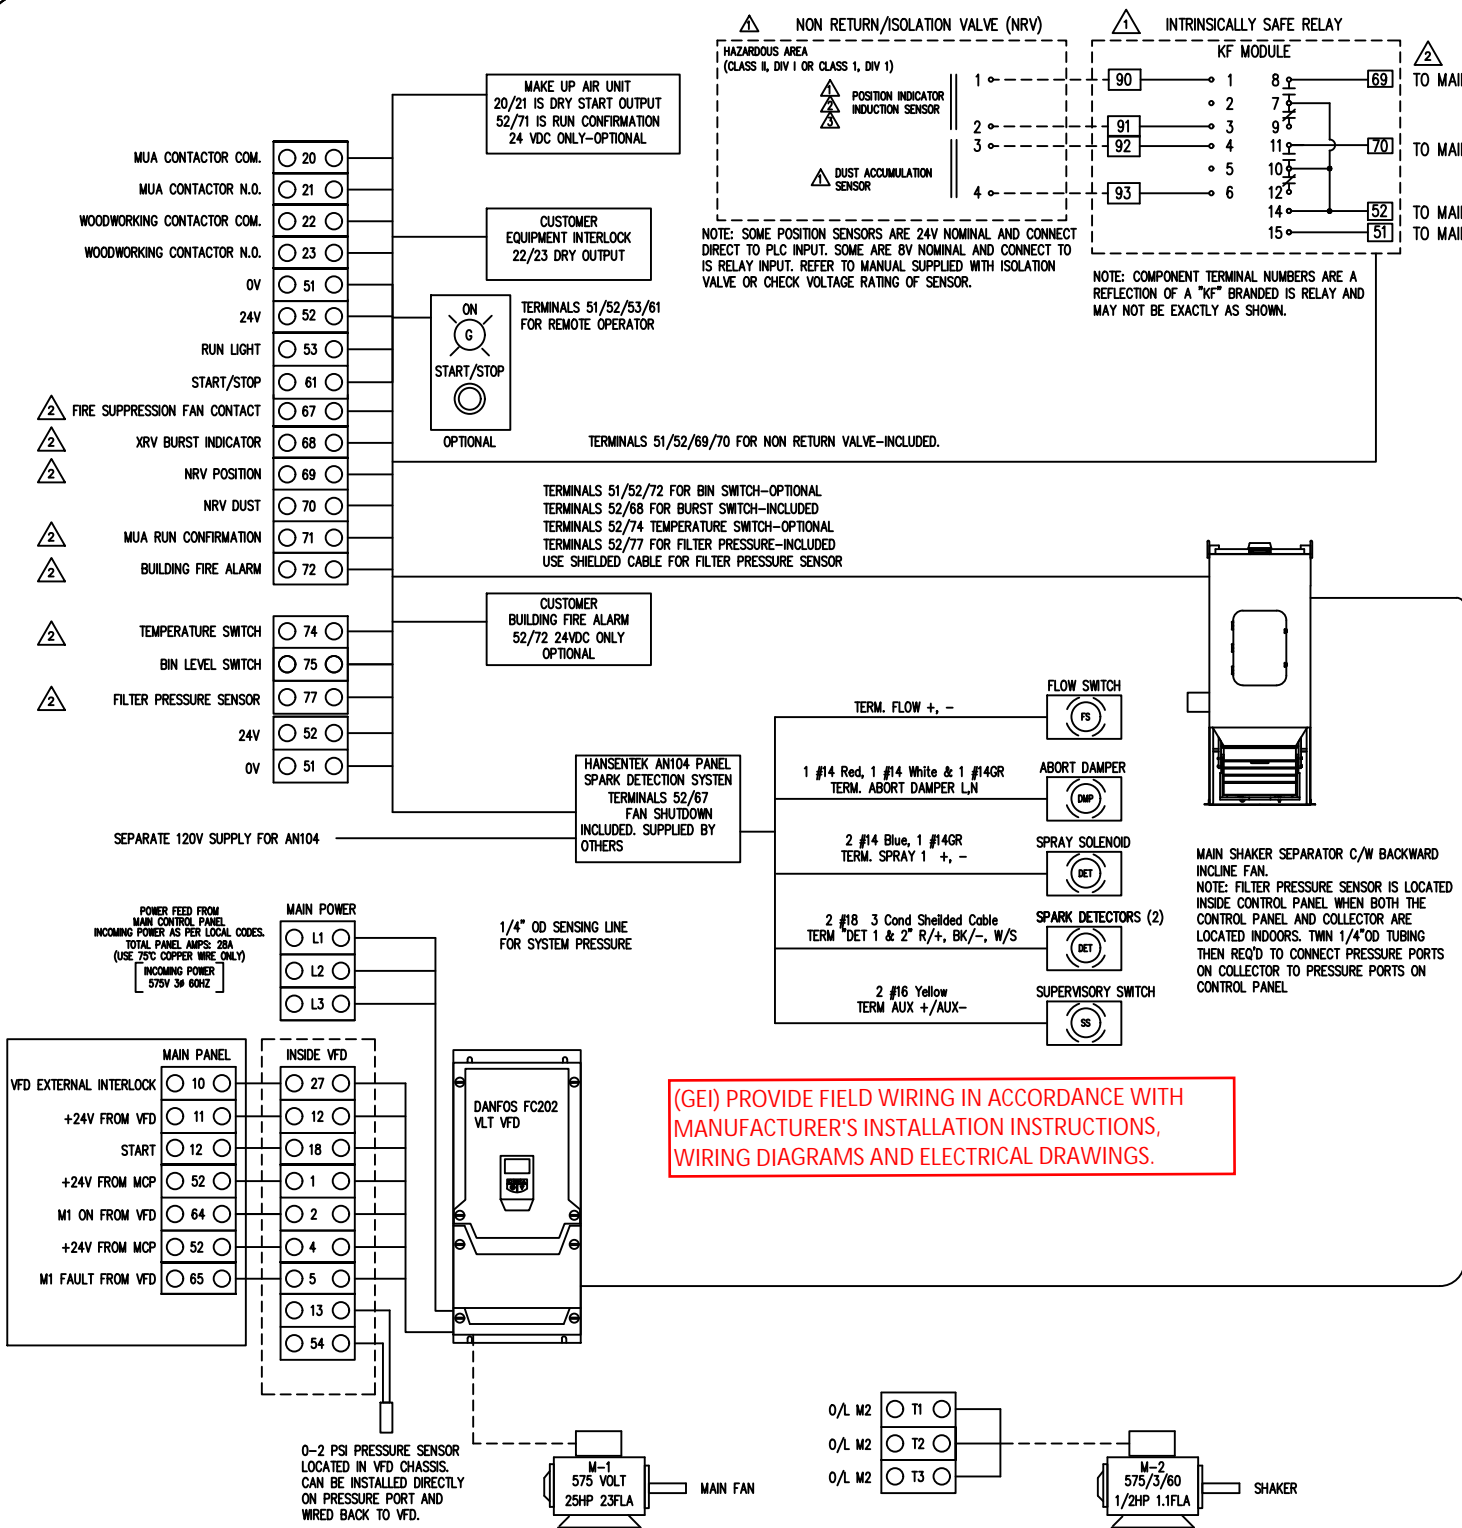 NON RETURN/ISOLATION VALVE (NRV)
1
HAZARDOUS AREA
(CLASS II, DIV I OR CLASS 1, DIV 1)
1
2
3
POSITION INDICATOR
INDUCTION SENSOR
1
DUST ACCUMULATION
SENSOR
1
2
3
4
90
91
92
93
1
INTRINSICALLY SAFE RELAY
KF MODULE
1
2
3
4
5
6
8
7
9
11
10
12
14
15
69
70
52
51
2
TO MAI
TO MAI
TO MAI
TO MAI
NOTE: SOME POSITION SENSORS ARE 24V NOMINAL AND CONNECT
DIRECT TO PLC INPUT. SOME ARE 8V NOMINAL AND CONNECT TO
IS RELAY INPUT. REFER TO MANUAL SUPPLIED WITH ISOLATION
VALVE OR CHECK VOLTAGE RATING OF SENSOR.
NOTE: COMPONENT TERMINAL NUMBERS ARE A
REFLECTION OF A "KF" BRANDED IS RELAY AND
MAY NOT BE EXACTLY AS SHOWN.
MAKE UP AIR UNIT
20/21 IS DRY START OUTPUT
52/71 IS RUN CONFIRMATION
24 VDC ONLY-OPTIONAL
CUSTOMER
EQUIPMENT INTERLOCK
22/23 DRY OUTPUT
ON
G
START/STOP
OPTIONAL
TERMINALS 51/52/53/61
FOR REMOTE OPERATOR
MUA CONTACTOR COM. 20
MUA CONTACTOR N.O. 21
WOODWORKING CONTACTOR COM. 22
WOODWORKING CONTACTOR N.O. 23
0V 51
24V 52
RUN LIGHT 53
START/STOP 61
2 FIRE SUPPRESSION FAN CONTACT 67
2 XRV BURST INDICATOR 68
2 NRV POSITION 69
NRV DUST 70
2 MUA RUN CONFIRMATION 71
2 BUILDING FIRE ALARM 72
2 TEMPERATURE SWITCH 74
BIN LEVEL SWITCH 75
2 FILTER PRESSURE SENSOR 77
24V 52
0V 51
TERMINALS 51/52/69/70 FOR NON RETURN VALVE-INCLUDED.
TERMINALS 51/52/72 FOR BIN SWITCH-OPTIONAL
TERMINALS 52/68 FOR BURST SWITCH-INCLUDED
TERMINALS 52/74 TEMPERATURE SWITCH-OPTIONAL
TERMINALS 52/77 FOR FILTER PRESSURE-INCLUDED
USE SHIELDED CABLE FOR FILTER PRESSURE SENSOR
CUSTOMER
BUILDING FIRE ALARM
52/72 24VDC ONLY
OPTIONAL
HANSENTEK AN104 PANEL
SPARK DETECTION SYSTEN
TERMINALS 52/67
FAN SHUTDOWN
INCLUDED. SUPPLIED BY
OTHERS
SEPARATE 120V SUPPLY FOR AN104
TERM. FLOW +, -
FLOW SWITCH
FS
1 #14 Red, 1 #14 White & 1 #14GR
TERM. ABORT DAMPER L,N
ABORT DAMPER
DMP
2 #14 Blue, 1 #14GR
TERM. SPRAY 1 +, -
SPRAY SOLENOID
DET
2 #18 3 Cond Sheilded Cable
TERM "DET 1 & 2" R/+, BK/-, W/S
SPARK DETECTORS (2)
DET
2 #16 Yellow
TERM AUX +/AUX-
SUPERVISORY SWITCH
SS
MAIN SHAKER SEPARATOR C/W BACKWARD
INCLINE FAN.
NOTE: FILTER PRESSURE SENSOR IS LOCATED
INSIDE CONTROL PANEL WHEN BOTH THE
CONTROL PANEL AND COLLECTOR ARE
LOCATED INDOORS. TWIN 1/4"OD TUBING
THEN REQ'D TO CONNECT PRESSURE PORTS
ON COLLECTOR TO PRESSURE PORTS ON
CONTROL PANEL
POWER FEED FROM
MAIN CONTROL PANEL
INCOMING POWER AS PER LOCAL CODES.
TOTAL PANEL AMPS: 28A
(USE 75°C COPPER WIRE ONLY)
INCOMING POWER
575V 3ø 60HZ
MAIN POWER
L1
L2
L3
1/4" OD SENSING LINE
FOR SYSTEM PRESSURE
MAIN PANEL
INSIDE VFD
VFD EXTERNAL INTERLOCK 10 27
+24V FROM VFD 11 12
START 12 18
+24V FROM MCP 52 1
M1 ON FROM VFD 64 2
+24V FROM MCP 52 4
M1 FAULT FROM VFD 65 5
13
54
DANFOS FC202
VLT VFD
(GEI) PROVIDE FIELD WIRING IN ACCORDANCE WITH
MANUFACTURER'S INSTALLATION INSTRUCTIONS,
WIRING DIAGRAMS AND ELECTRICAL DRAWINGS.
0-2 PSI PRESSURE SENSOR
LOCATED IN VFD CHASSIS.
CAN BE INSTALLED DIRECTLY
ON PRESSURE PORT AND
WIRED BACK TO VFD.
M-1
575 VOLT
25HP 23FLA
MAIN FAN
O/L M2 T1
O/L M2 T2
O/L M2 T3
M-2
575/3/60
1/2HP 1.1FLA
SHAKER